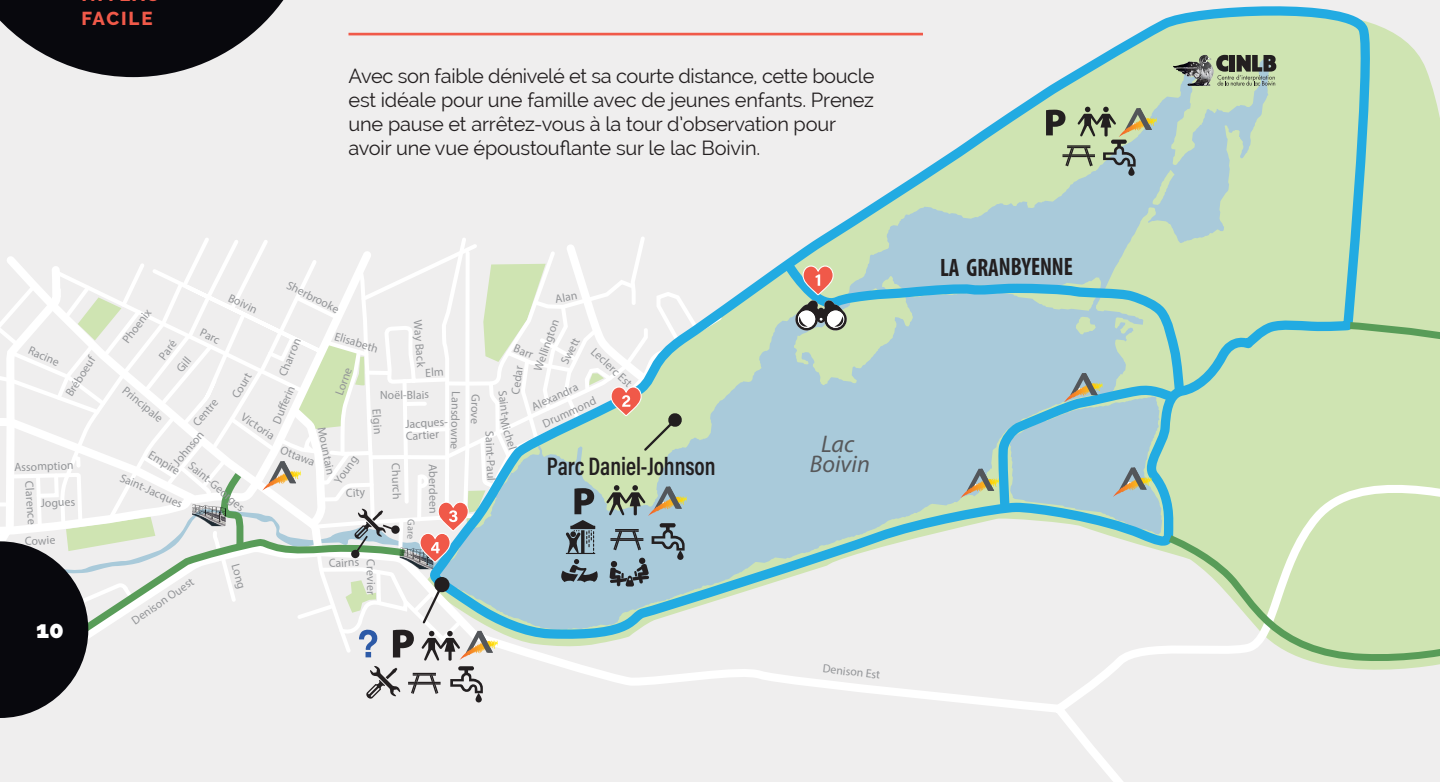 FACILE
Avec son faible dénivelé et sa courte distance, cette boucle
est idéale pour une famille avec de jeunes enfants. Prenez
une pause et arrêtez-vous à la tour d'observation pour
avoir une vue époustouflante sur le lac Boivin.
CINLB
Centre d'interprétation
de la nature du lac Boivin
P
1
LA GRANBYENNE
Sherbrooke
Boivin
Alan
Phoenix
Parc
Racine
Paré
Gill
Bréboeuf
Charron
Elisabeth
Way Back
Barr
Wellington
Swett
Leclerc Est
Elm
Cedar
Court
Lorne
Noël-Blais
Principale
Centre
Dufferin
Alexandra
Drummond
2
Elgin
Lansdowne
Grove
Saint-Michel
Victoria
Jacques-
Cartier
Saint-Paul
Johnson
Ottawa
Mountain
Lac
Boivin
Parc Daniel-Johnson
P
Empire
Saint-Georges
Young
Assomption
Saint-Jacques
City
Church
Aberdeen
Clarence
Jogues
3
Gare
Cowie
4
Cairns
Crevier
Long
Denison Ouest
10
? P
Denison Est